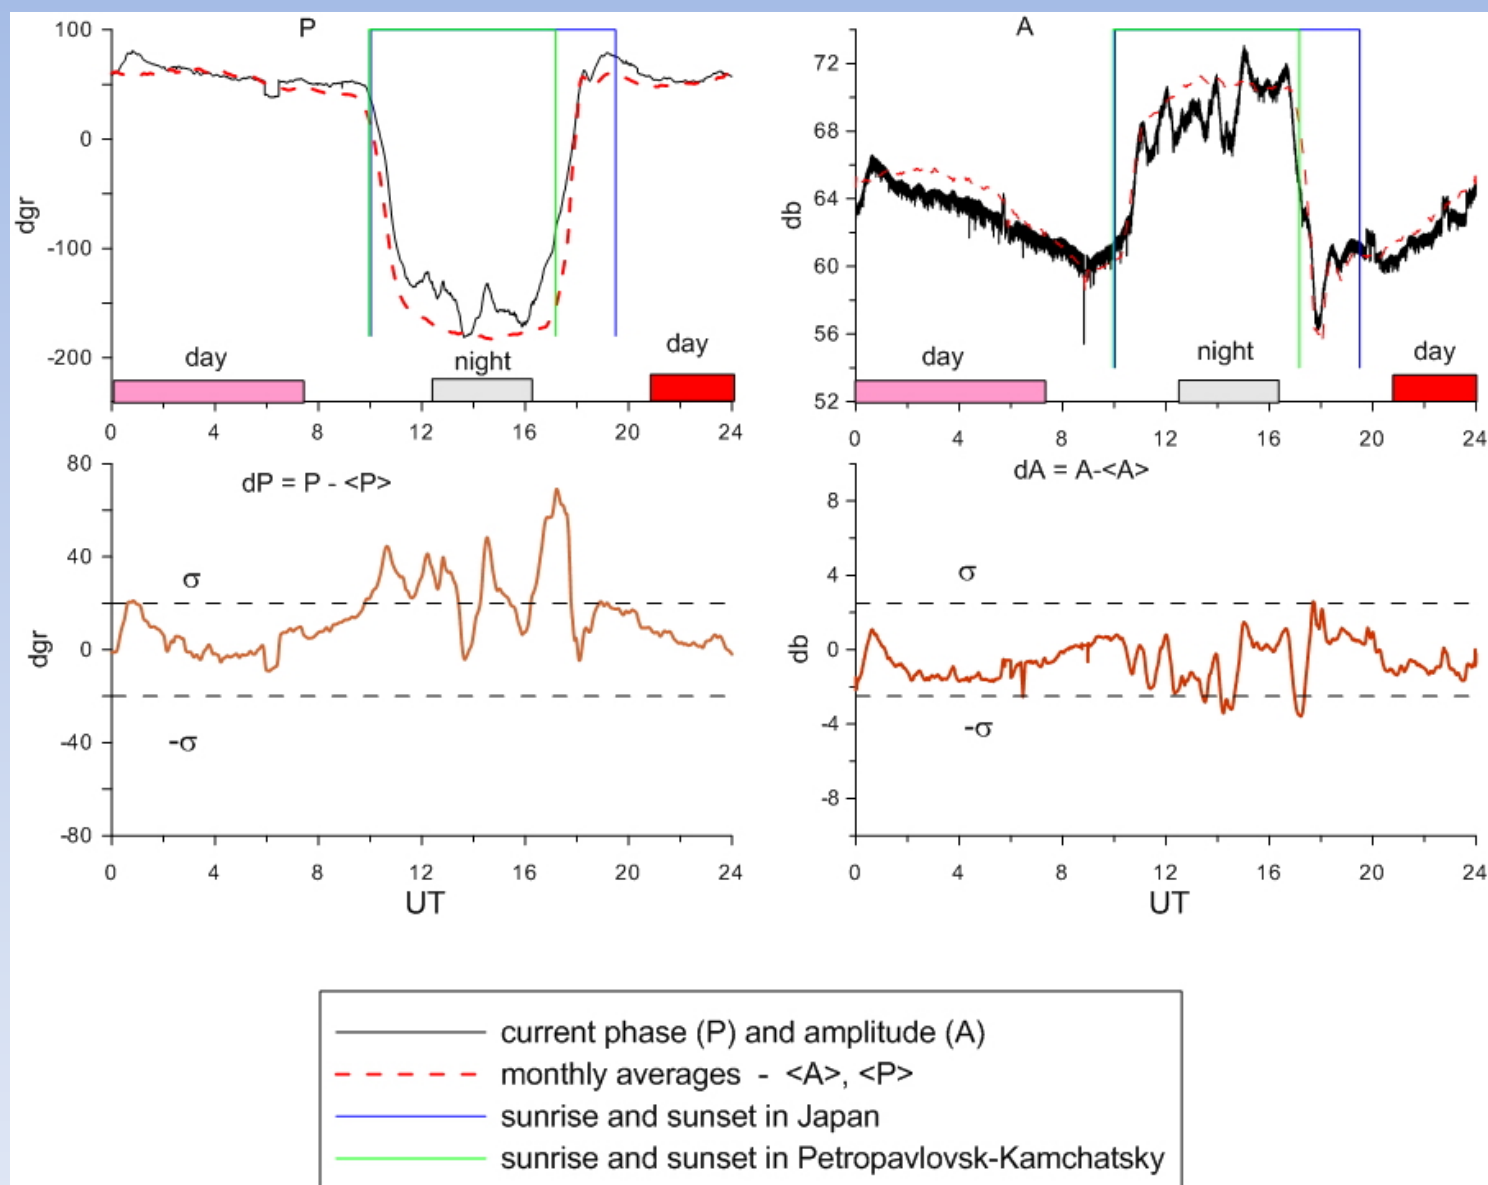 P
100
0
-100
-200
dgr
day
night
day
0 4 8 12 16 20 24
A
72
68
64
60
56
52
db
day
night
day
0 4 8 12 16 20 24
dP = P - <P>
80
40
0
-40
-80
dgr
σ
-σ
0 4 8 12 16 20 24
UT
dA = A-<A>
8
4
0
-4
-8
db
σ
-σ
0 4 8 12 16 20 24
UT
current phase (P) and amplitude (A)
monthly averages - <A>, <P>
sunrise and sunset in Japan
sunrise and sunset in Petropavlovsk-Kamchatsky